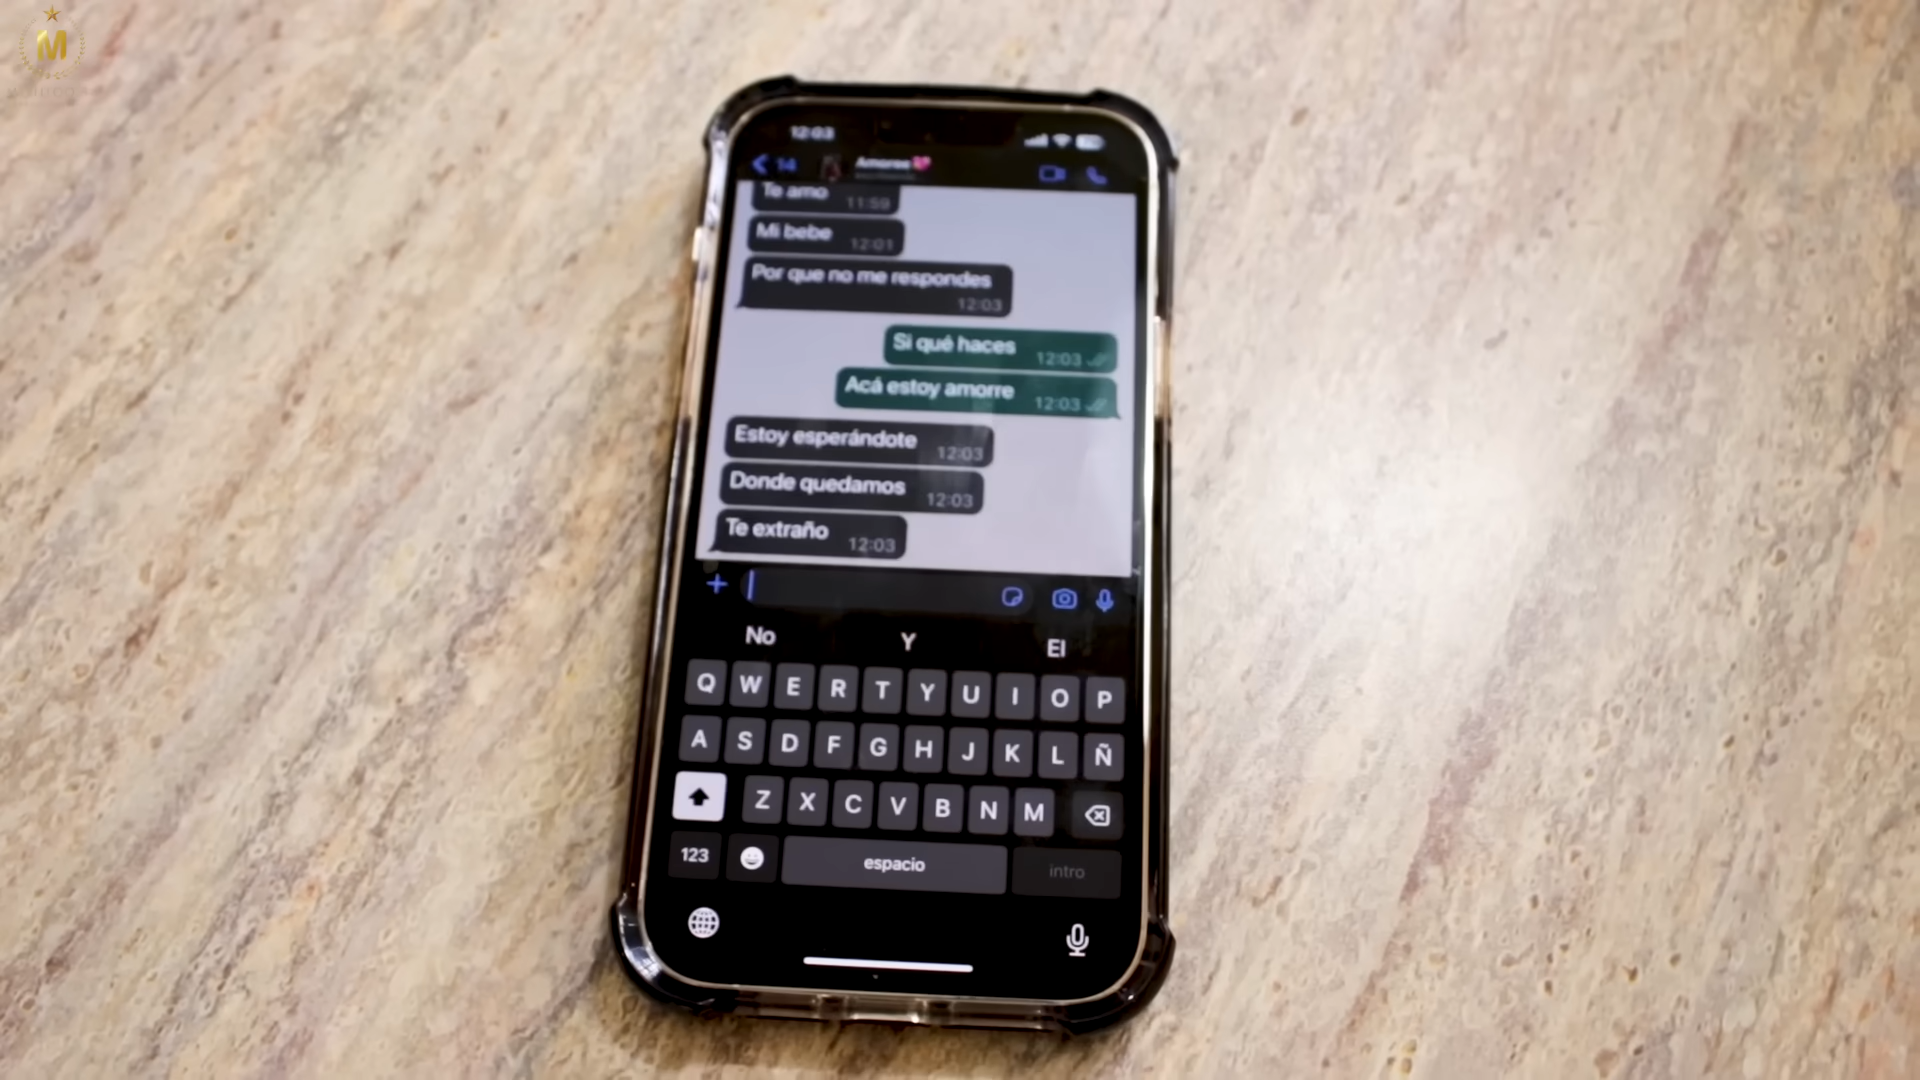 M
12:03
14
Amoree
Te amo
11:59
Mi bebe
12:01
Por que no me respondes
12:03
Si qué haces
12:03
Acá estoy amorre
12:03
Estoy esperándote
12:03
Donde quedamos
12:03
Te extraño
12:03
No Y El
Q W E R T Y U I O P
A S D F G H J K L Ñ
Z X C V B N M
123 espacio intro